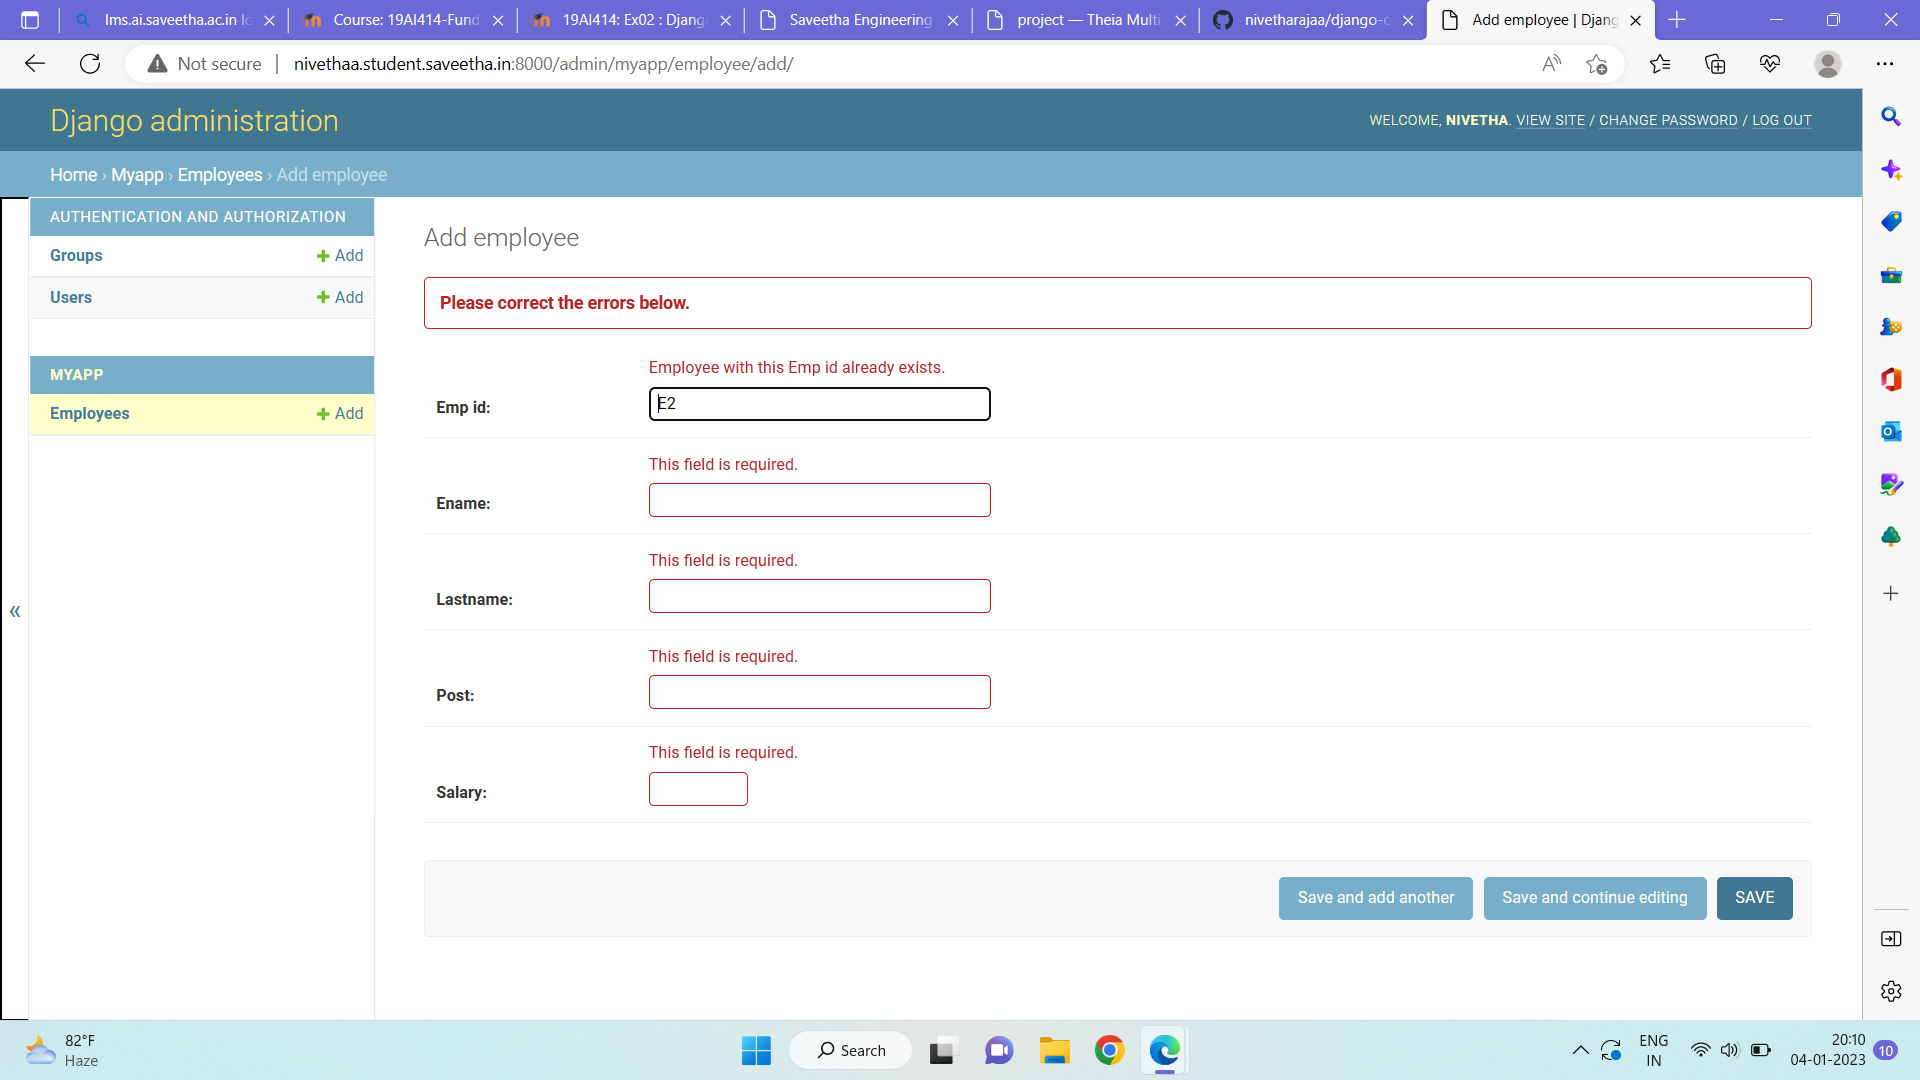 lms.ai.saveetha.ac.in lo
Course: 19AI414-Fund
19AI414: Ex02 : Djang
Saveetha Engineering
project — Theia Multi
nivetharajaa/django-o
Add employee | Djang
Not secure
nivethaa.student.saveetha.in:8000/admin/myapp/employee/add/
Django administration
WELCOME, NIVETHA. VIEW SITE / CHANGE PASSWORD / LOG OUT
Home › Myapp › Employees › Add employee
AUTHENTICATION AND AUTHORIZATION
Groups
Add
Users
Add
MYAPP
Employees
Add
«
Add employee
Please correct the errors below.
Employee with this Emp id already exists.
Emp id:
E2
This field is required.
Ename:
This field is required.
Lastname:
This field is required.
Post:
This field is required.
Salary:
Save and add another
Save and continue editing
SAVE
82°F
Haze
Search
ENG
IN
20:10
04-01-2023
10